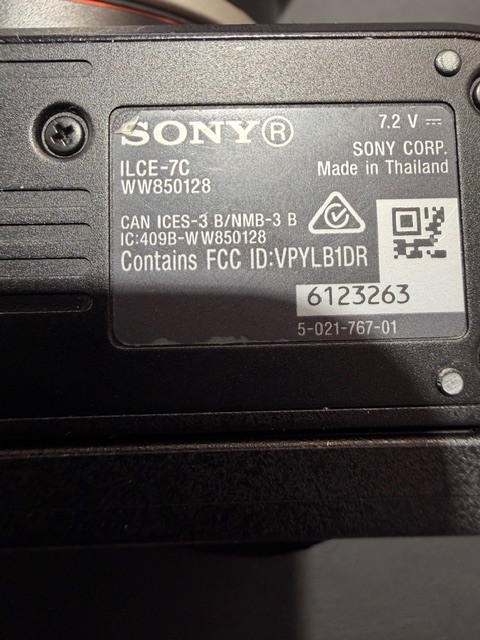 SONY®
7.2 V ⎓
SONY CORP.
Made in Thailand
ILCE-7C
WW850128
CAN ICES-3 B/NMB-3 B
IC:409B-WW850128
Contains FCC ID:VPYLB1DR
6123263
5-021-767-01